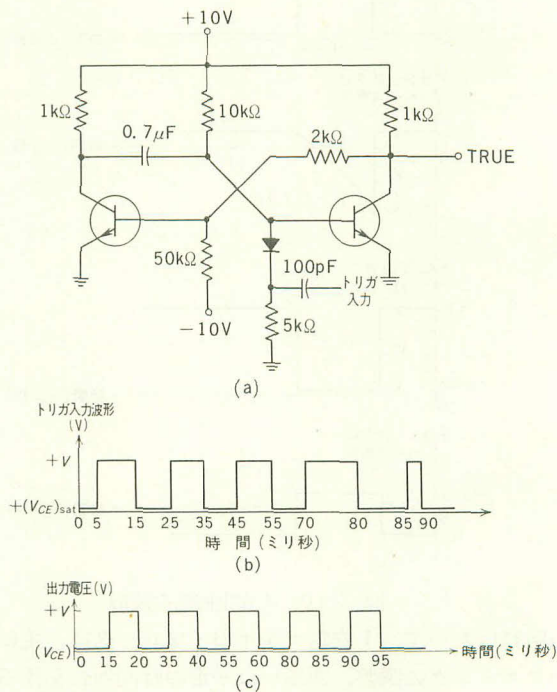 +10V
1kΩ
10kΩ
1kΩ
0.7μF
2kΩ
TRUE
50kΩ
100pF
トリガ
入力
-10V
5kΩ
(a)
トリガ入力波形
(V)
+V
+(VCE)sat
0 5 15 25 35 45 55 70 80 85 90
時 間 (ミリ秒)
(b)
出力電圧(V)
+V
(VCE)
0 15 20 35 35 55 60 80 85 90 95
時間(ミリ秒)
(c)